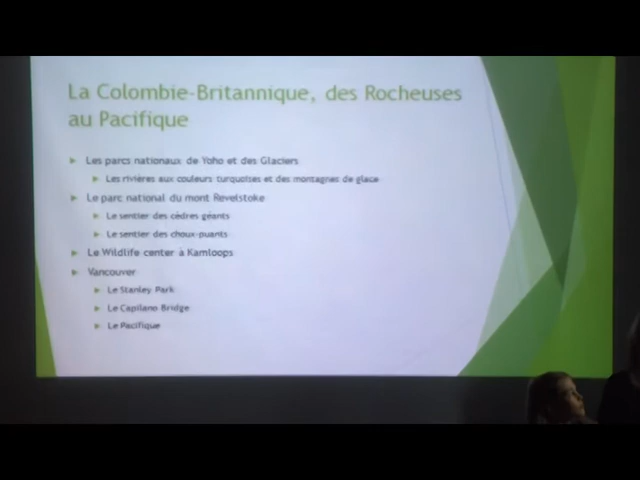 La Colombie-Britannique, des Rocheuses
au Pacifique
Les parcs nationaux de Yoho et des Glaciers
Les rivières aux couleurs turquoises et des montagnes de glace
Le parc national du mont Revelstoke
Le sentier des cèdres géants
Le sentier des choux-puants
Le Wildlife center à Kamloops
Vancouver
Le Stanley Park
Le Capilano Bridge
Le Pacifique